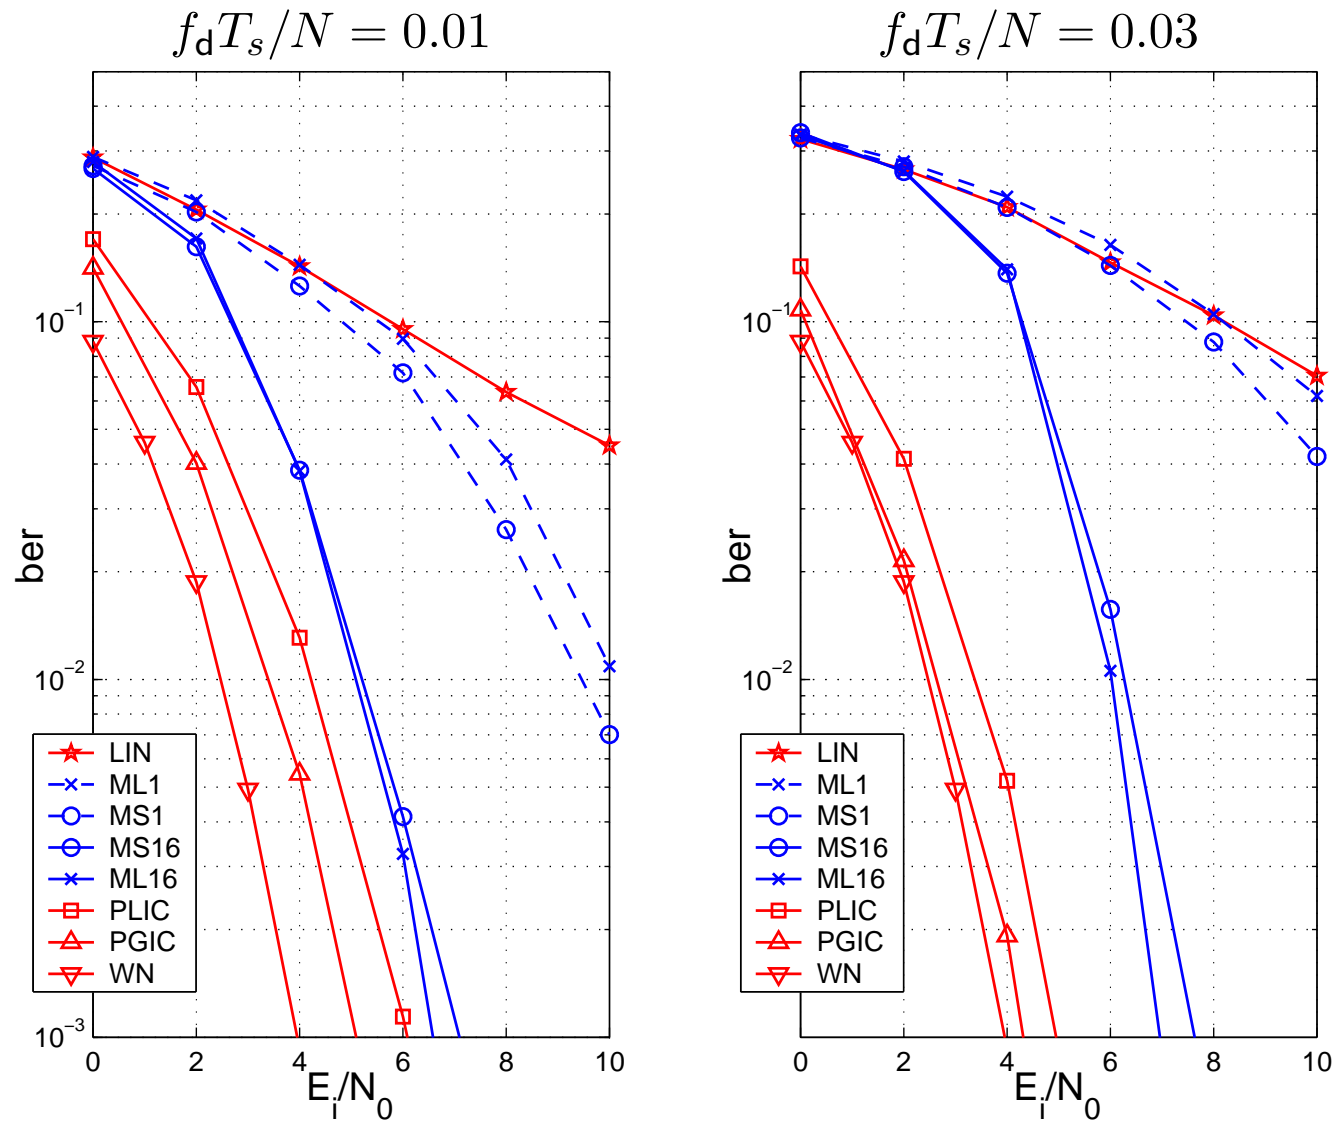 f_d T_s/N = 0.01
10^−1
10^−2
10^−3
ber
LIN
ML1
MS1
MS16
ML16
PLIC
PGIC
WN
0 2 4 6 8 10
E_i/N_0
f_d T_s/N = 0.03
10^−1
10^−2
ber
LIN
ML1
MS1
MS16
ML16
PLIC
PGIC
WN
0 2 4 6 8 10
E_i/N_0